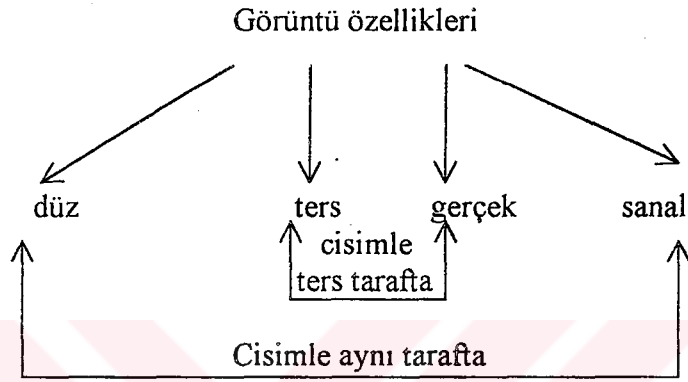 Görüntü özellikleri
düz ters gerçek sanal
cisimle
ters tarafta
Cisimle aynı tarafta